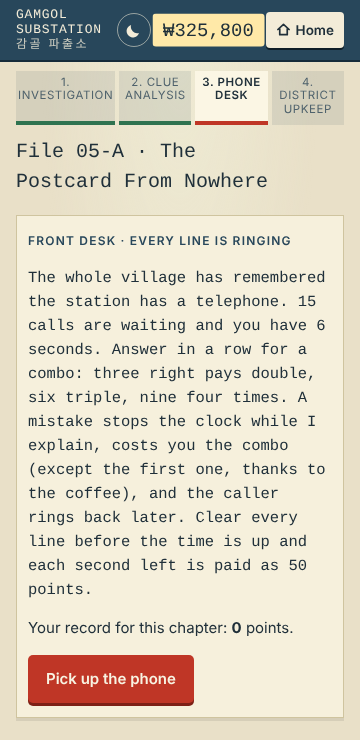 GAMGOL
SUBSTATION
감골 파출소
₩325,800
Home
1.
INVESTIGATION
2. CLUE
ANALYSIS
3. PHONE
DESK
4.
DISTRICT
UPKEEP
File 05-A · The
Postcard From Nowhere
FRONT DESK · EVERY LINE IS RINGING
The whole village has remembered
the station has a telephone. 15
calls are waiting and you have 6
seconds. Answer in a row for a
combo: three right pays double,
six triple, nine four times. A
mistake stops the clock while I
explain, costs you the combo
(except the first one, thanks to
the coffee), and the caller
rings back later. Clear every
line before the time is up and
each second left is paid as 50
points.
Your record for this chapter: 0 points.
Pick up the phone